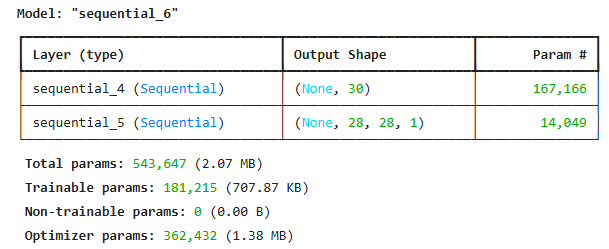 Model: "sequential_6"
Layer (type) Output Shape Param #
sequential_4 (Sequential) (None, 30) 167,166
sequential_5 (Sequential) (None, 28, 28, 1) 14,049
Total params: 543,647 (2.07 MB)
Trainable params: 181,215 (707.87 KB)
Non-trainable params: 0 (0.00 B)
Optimizer params: 362,432 (1.38 MB)